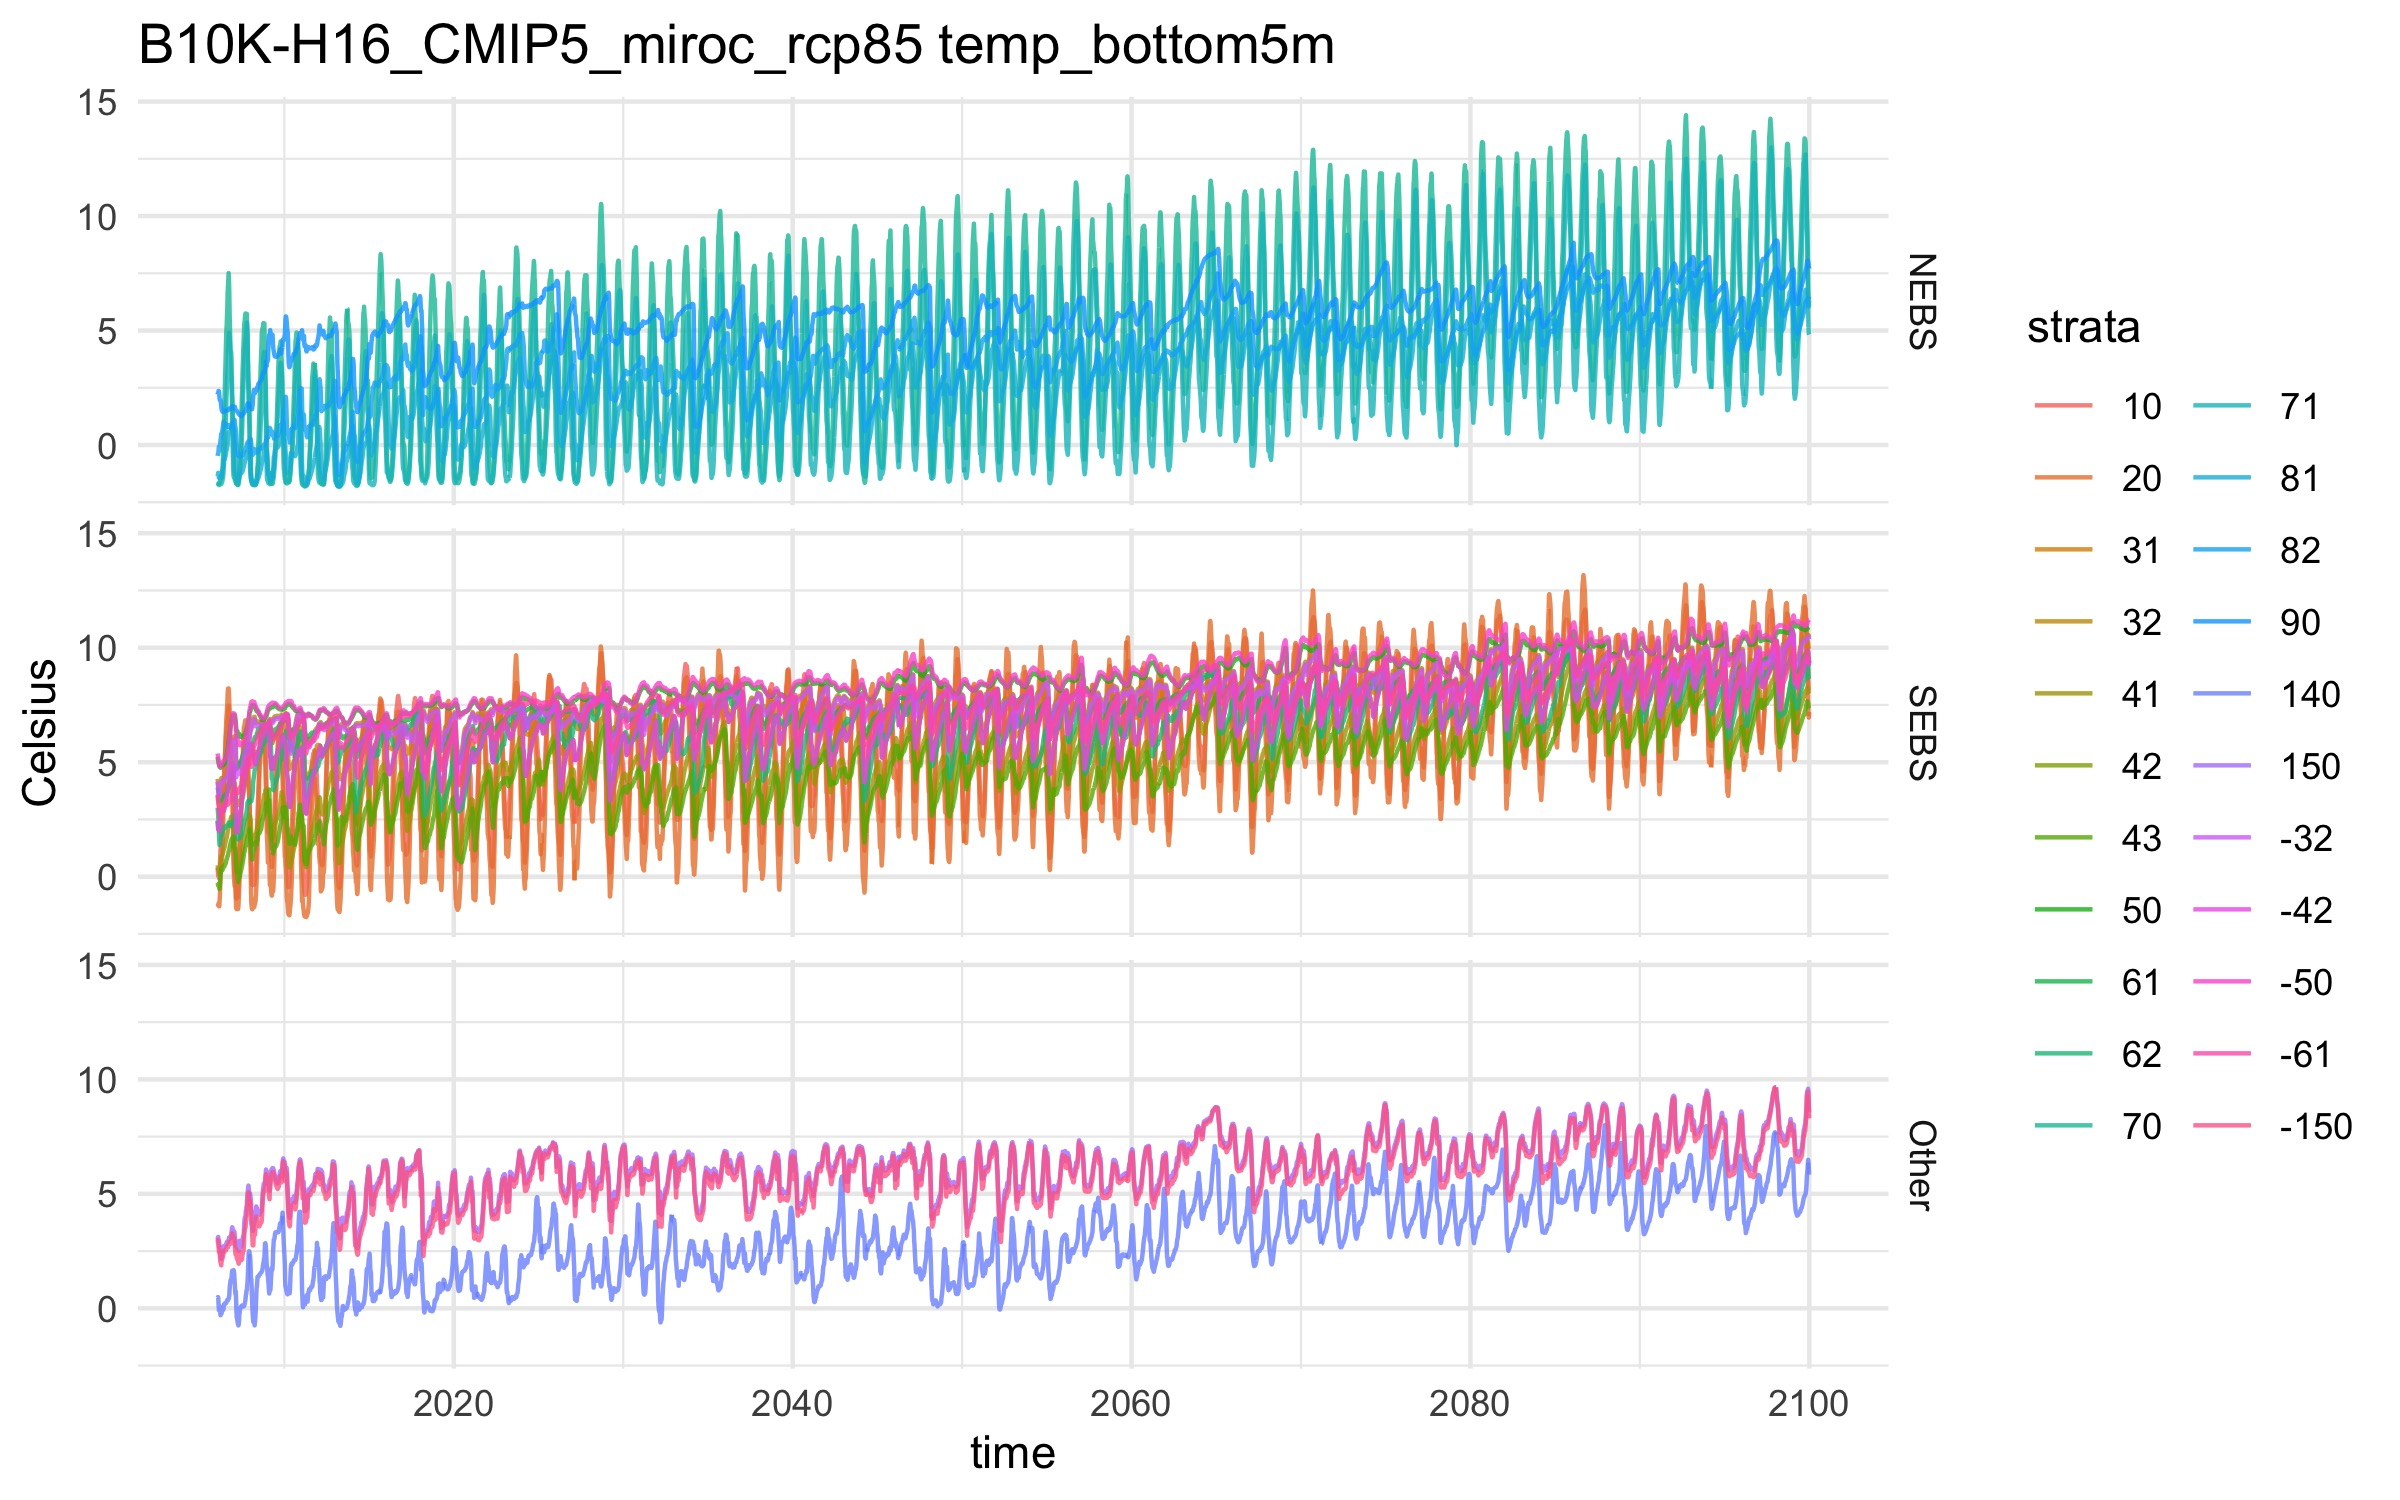 B10K-H16_CMIP5_miroc_rcp85 temp_bottom5m
15
10
5
0
NEBS
15
10
5
0
SEBS
15
10
5
0
Other
Celsius
2020 2040 2060 2080 2100
time
strata
10 71
20 81
31 82
32 90
41 140
42 150
43 -32
50 -42
61 -50
62 -61
70 -150